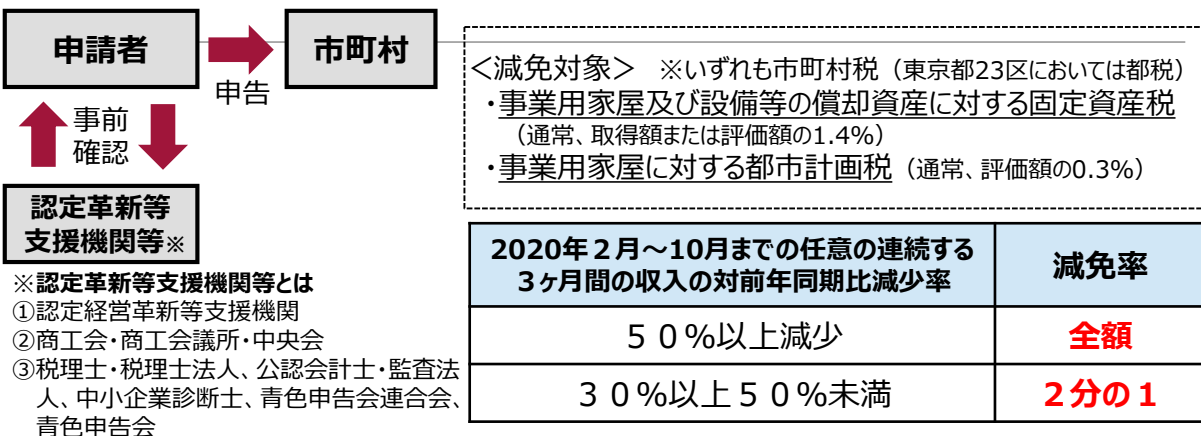 申請者
申告
市町村
事前
確認
認定革新等
支援機関等※
※認定革新等支援機関等とは
①認定経営革新等支援機関
②商工会・商工会議所・中央会
③税理士・税理士法人、公認会計士・監査法
人、中小企業診断士、青色申告会連合会、
青色申告会
＜減免対象＞ ※いずれも市町村税（東京都23区においては都税）
・事業用家屋及び設備等の償却資産に対する固定資産税
（通常、取得額または評価額の1.4％）
・事業用家屋に対する都市計画税（通常、評価額の0.3％）
2020年２月～10月までの任意の連続する
３ヶ月間の収入の対前年同期比減少率
減免率
５０％以上減少
全額
３０％以上５０％未満
２分の１